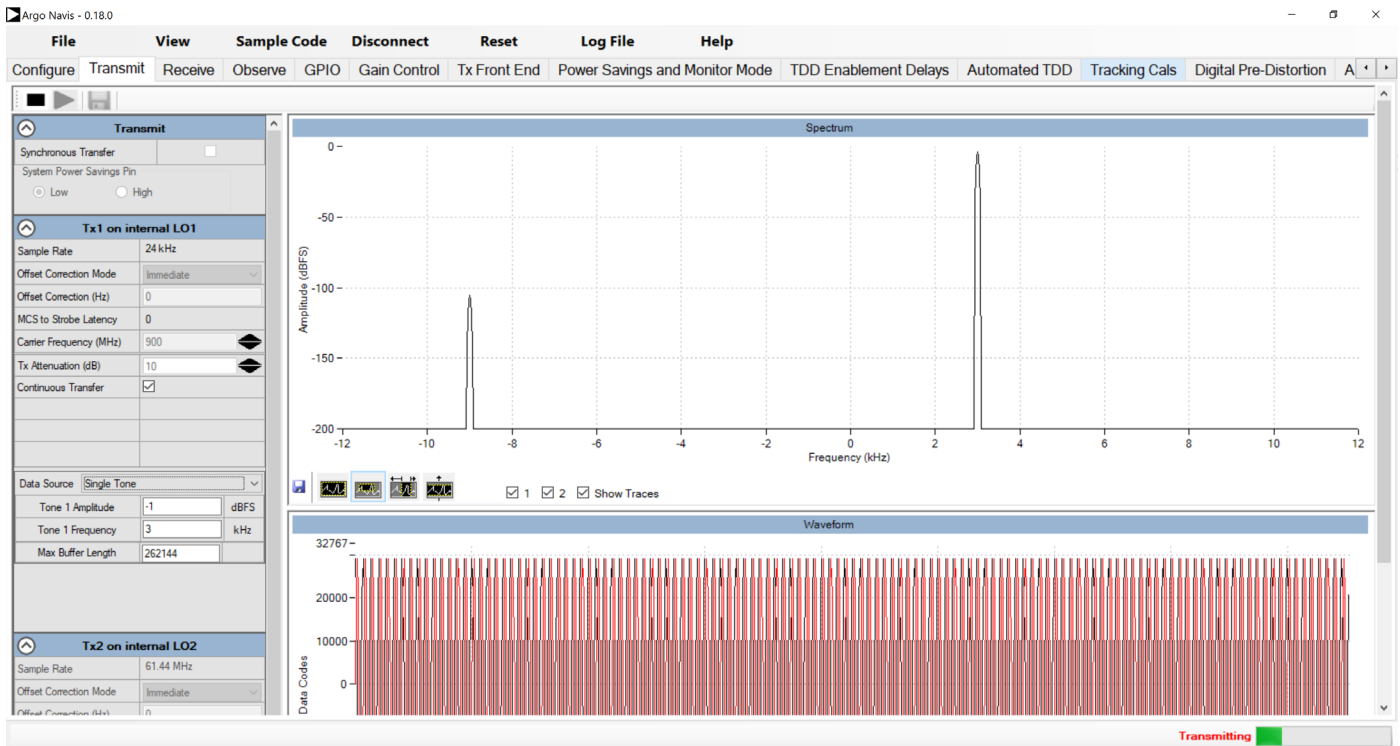 Argo Navis - 0.18.0
File View Sample Code Disconnect Reset Log File Help
Configure Transmit Receive Observe GPIO Gain Control Tx Front End Power Savings and Monitor Mode TDD Enablement Delays Automated TDD Tracking Cals Digital Pre-Distortion A
Transmit
Synchronous Transfer
System Power Savings Pin
Low High
Tx1 on internal LO1
Sample Rate 24 kHz
Offset Correction Mode Immediate
Offset Correction (Hz) 0
MCS to Strobe Latency 0
Carrier Frequency (MHz) 900
Tx Attenuation (dB) 10
Continuous Transfer
Data Source Single Tone
Tone 1 Amplitude -1 dBFS
Tone 1 Frequency 3 kHz
Max Buffer Length 262144
Tx2 on internal LO2
Sample Rate 61.44 MHz
Offset Correction Mode Immediate
Offset Correction (Hz) 0
Spectrum
0
-50
-100
-150
-200
Amplitude (dBFS)
-12 -10 -8 -6 -4 -2 0 2 4 6 8 10 12
Frequency (kHz)
1 2 Show Traces
Waveform
32767
20000
10000
0
Data Codes
Transmitting